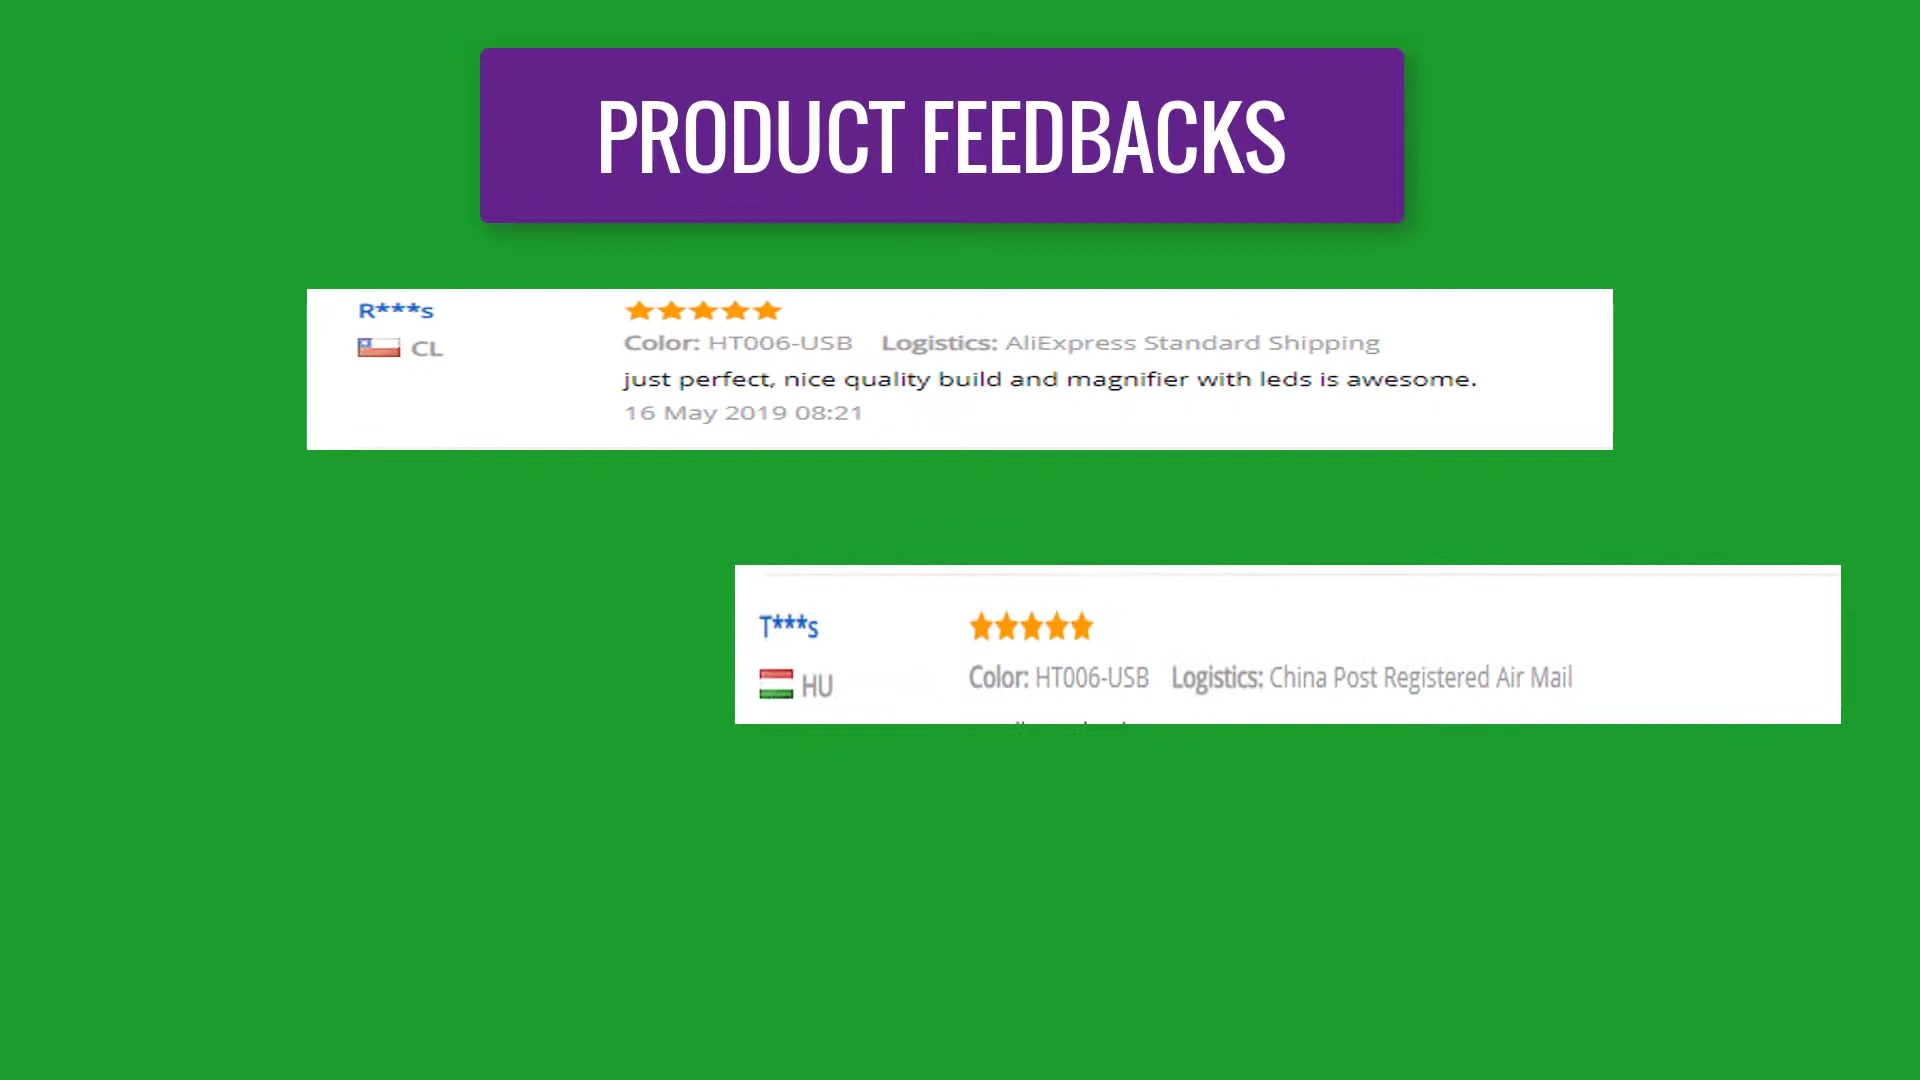 PRODUCT FEEDBACKS
R***s
CL
Color: HT006-USB Logistics: AliExpress Standard Shipping
just perfect, nice quality build and magnifier with leds is awesome.
16 May 2019 08:21
T***s
HU
Color: HT006-USB Logistics: China Post Registered Air Mail